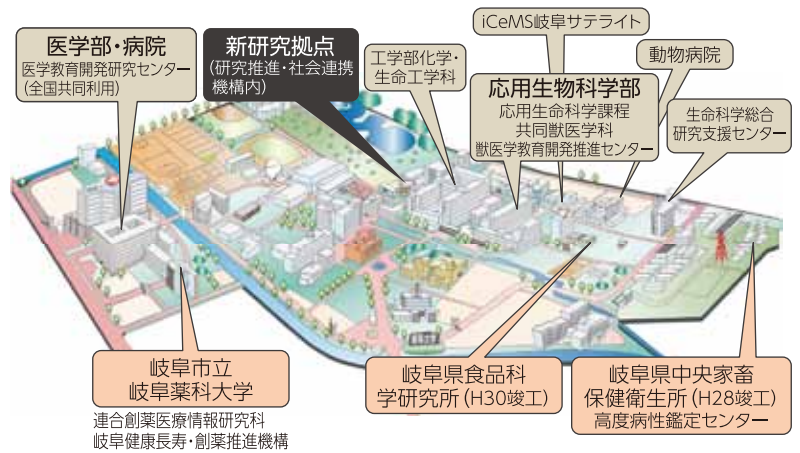 iCeMS岐阜サテライト
医学部・病院
医学教育開発研究センター
(全国共同利用)
新研究拠点
(研究推進・社会連携
機構内)
工学部化学・
生命工学科
動物病院
応用生物科学部
応用生命科学課程
共同獣医学科
獣医学教育開発推進センター
生命科学総合
研究支援センター
岐阜市立
岐阜薬科大学
連合創薬医療情報研究科
岐阜健康長寿・創薬推進機構
岐阜県食品科
学研究所(H30竣工)
岐阜県中央家畜
保健衛生所(H28竣工)
高度病性鑑定センター